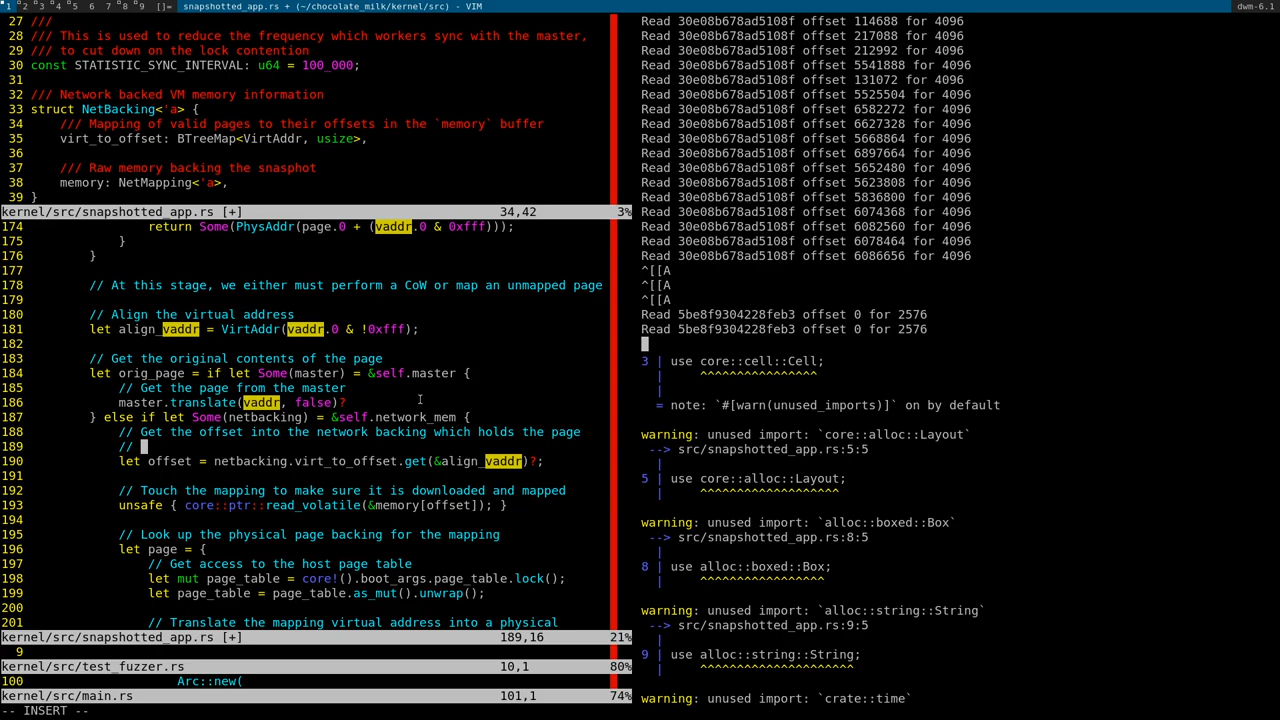 1 2 3 4 5 6 7 8 9 []= snapshotted_app.rs + (~/chocolate_milk/kernel/src) - VIM dwm-6.1
27 ///
28 /// This is used to reduce the frequency which workers sync with the master,
29 /// to cut down on the lock contention
30 const STATISTIC_SYNC_INTERVAL: u64 = 100_000;
31
32 /// Network backed VM memory information
33 struct NetBacking<'a> {
34     /// Mapping of valid pages to their offsets in the `memory` buffer
35     virt_to_offset: BTreeMap<VirtAddr, usize>,
36
37     /// Raw memory backing the snasphot
38     memory: NetMapping<'a>,
39 }
kernel/src/snapshotted_app.rs [+] 34,42 3%
174                 return Some(PhysAddr(page.0 + (vaddr.0 & 0xfff)));
175             }
176         }
177
178         // At this stage, we either must perform a CoW or map an unmapped page
179
180         // Align the virtual address
181         let align_vaddr = VirtAddr(vaddr.0 & !0xfff);
182
183         // Get the original contents of the page
184         let orig_page = if let Some(master) = &self.master {
185             // Get the page from the master
186             master.translate(vaddr, false)?
187         } else if let Some(netbacking) = &self.network_mem {
188             // Get the offset into the network backing which holds the page
189             //
190             let offset = netbacking.virt_to_offset.get(&align_vaddr)?;
191
192             // Touch the mapping to make sure it is downloaded and mapped
193             unsafe { core::ptr::read_volatile(&memory[offset]); }
194
195             // Look up the physical page backing for the mapping
196             let page = {
197                 // Get access to the host page table
198                 let mut page_table = core!().boot_args.page_table.lock();
199                 let page_table = page_table.as_mut().unwrap();
200
201                 // Translate the mapping virtual address into a physical
kernel/src/snapshotted_app.rs [+] 189,16 21%
9
kernel/src/test_fuzzer.rs 10,1 80%
100                     Arc::new(
kernel/src/main.rs 101,1 74%
-- INSERT --
Read 30e08b678ad5108f offset 114688 for 4096
Read 30e08b678ad5108f offset 217088 for 4096
Read 30e08b678ad5108f offset 212992 for 4096
Read 30e08b678ad5108f offset 5541888 for 4096
Read 30e08b678ad5108f offset 131072 for 4096
Read 30e08b678ad5108f offset 5525504 for 4096
Read 30e08b678ad5108f offset 6582272 for 4096
Read 30e08b678ad5108f offset 6627328 for 4096
Read 30e08b678ad5108f offset 5668864 for 4096
Read 30e08b678ad5108f offset 6897664 for 4096
Read 30e08b678ad5108f offset 5652480 for 4096
Read 30e08b678ad5108f offset 5623808 for 4096
Read 30e08b678ad5108f offset 5836800 for 4096
Read 30e08b678ad5108f offset 6074368 for 4096
Read 30e08b678ad5108f offset 6082560 for 4096
Read 30e08b678ad5108f offset 6078464 for 4096
Read 30e08b678ad5108f offset 6086656 for 4096
^[[A
^[[A
^[[A
Read 5be8f9304228feb3 offset 0 for 2576
Read 5be8f9304228feb3 offset 0 for 2576
3 | use core::cell::Cell;
  |     ^^^^^^^^^^^^^^^^
  |
  = note: `#[warn(unused_imports)]` on by default
warning: unused import: `core::alloc::Layout`
 --> src/snapshotted_app.rs:5:5
  |
5 | use core::alloc::Layout;
  |     ^^^^^^^^^^^^^^^^^^^
warning: unused import: `alloc::boxed::Box`
 --> src/snapshotted_app.rs:8:5
  |
8 | use alloc::boxed::Box;
  |     ^^^^^^^^^^^^^^^^^
warning: unused import: `alloc::string::String`
 --> src/snapshotted_app.rs:9:5
  |
9 | use alloc::string::String;
  |     ^^^^^^^^^^^^^^^^^^^^^
warning: unused import: `crate::time`